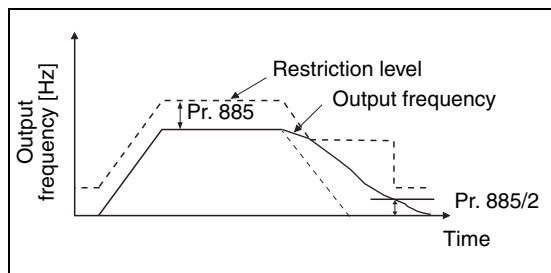 Output
frequency [Hz]
Restriction level
Pr. 885
Output frequency
Pr. 885/2
Time